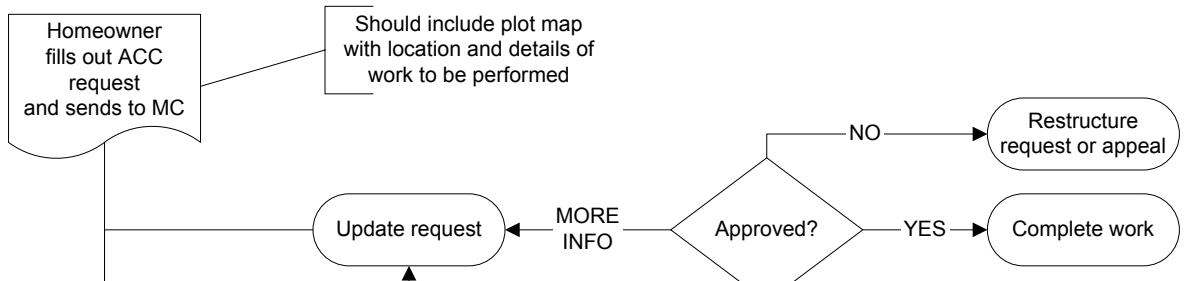 Homeowner
fills out ACC
request
and sends to MC
Should include plot map
with location and details of
work to be performed
NO
Restructure
request or appeal
Update request
MORE
INFO
Approved?
YES
Complete work